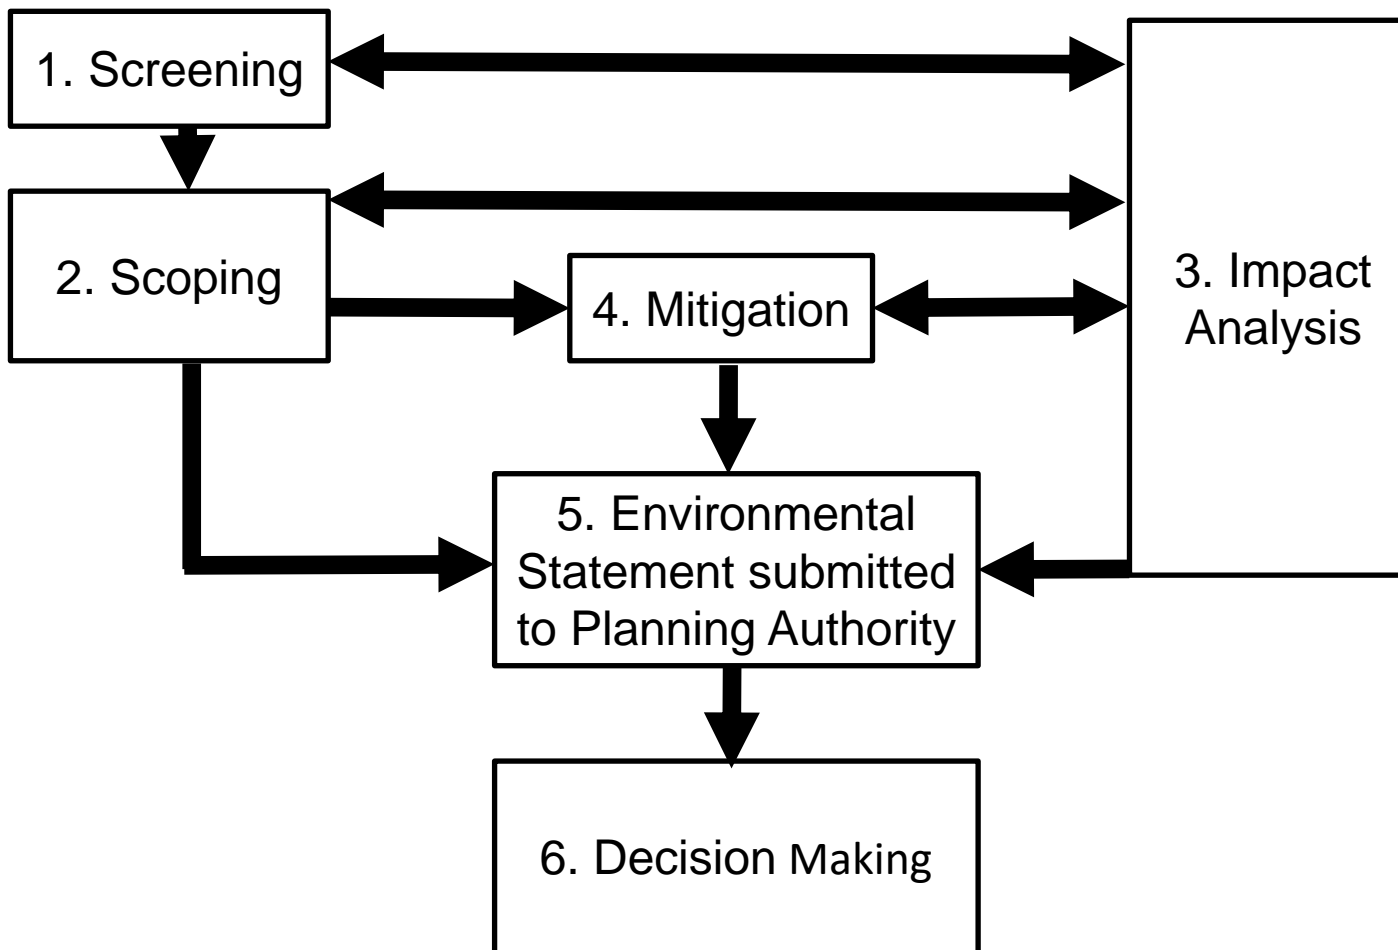 1. Screening
2. Scoping
3. Impact
Analysis
4. Mitigation
5. Environmental
Statement submitted
to Planning Authority
6. Decision Making